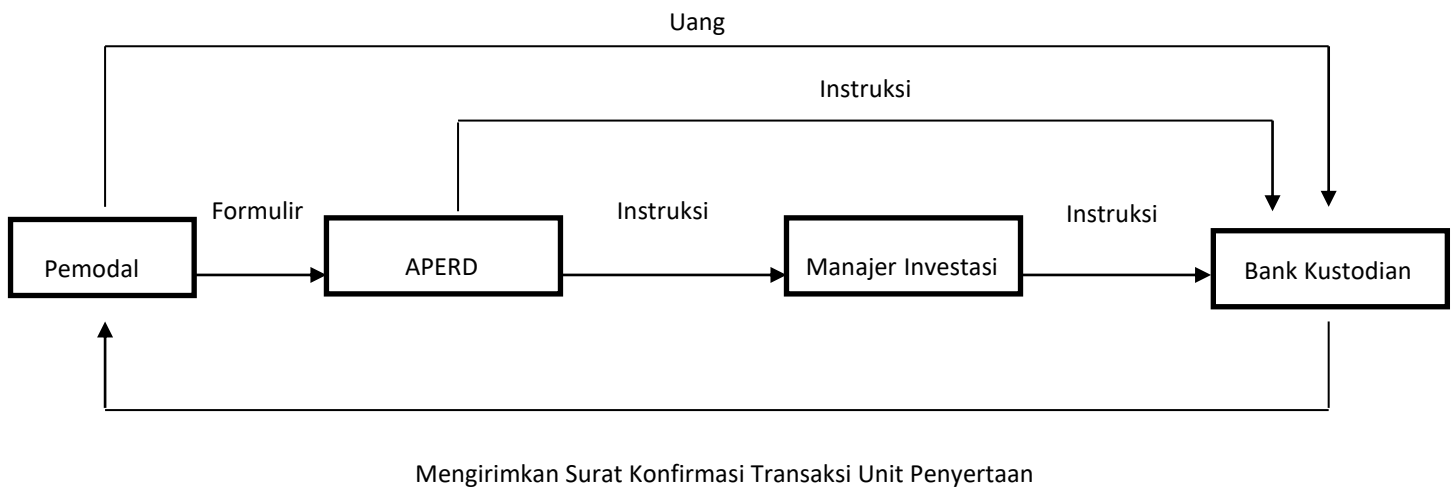 Uang
Instruksi
Formulir
Instruksi
Instruksi
Pemodal
APERD
Manajer Investasi
Bank Kustodian
Mengirimkan Surat Konfirmasi Transaksi Unit Penyertaan